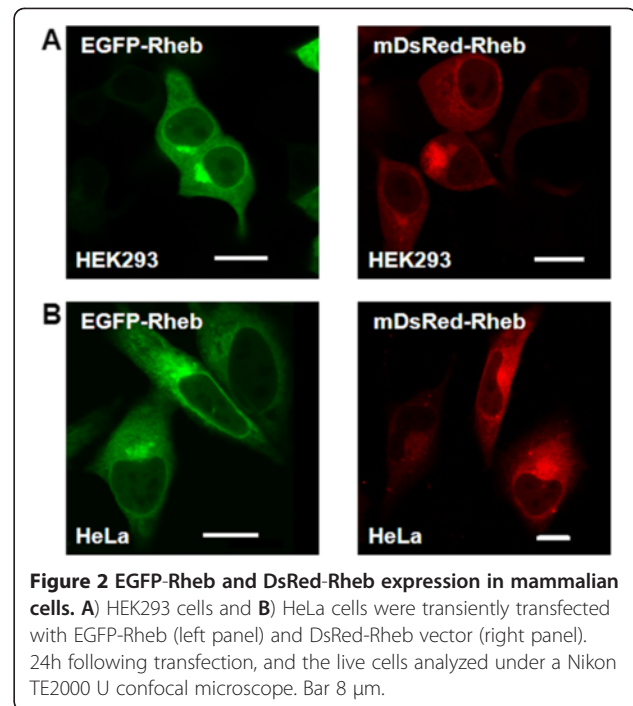 A
EGFP-Rheb
mDsRed-Rheb
HEK293
HEK293
B
EGFP-Rheb
mDsRed-Rheb
HeLa
HeLa
Figure 2 EGFP-Rheb and DsRed-Rheb expression in mammalian
cells. A) HEK293 cells and B) HeLa cells were transiently transfected
with EGFP-Rheb (left panel) and DsRed-Rheb vector (right panel).
24h following transfection, and the live cells analyzed under a Nikon
TE2000 U confocal microscope. Bar 8 μm.